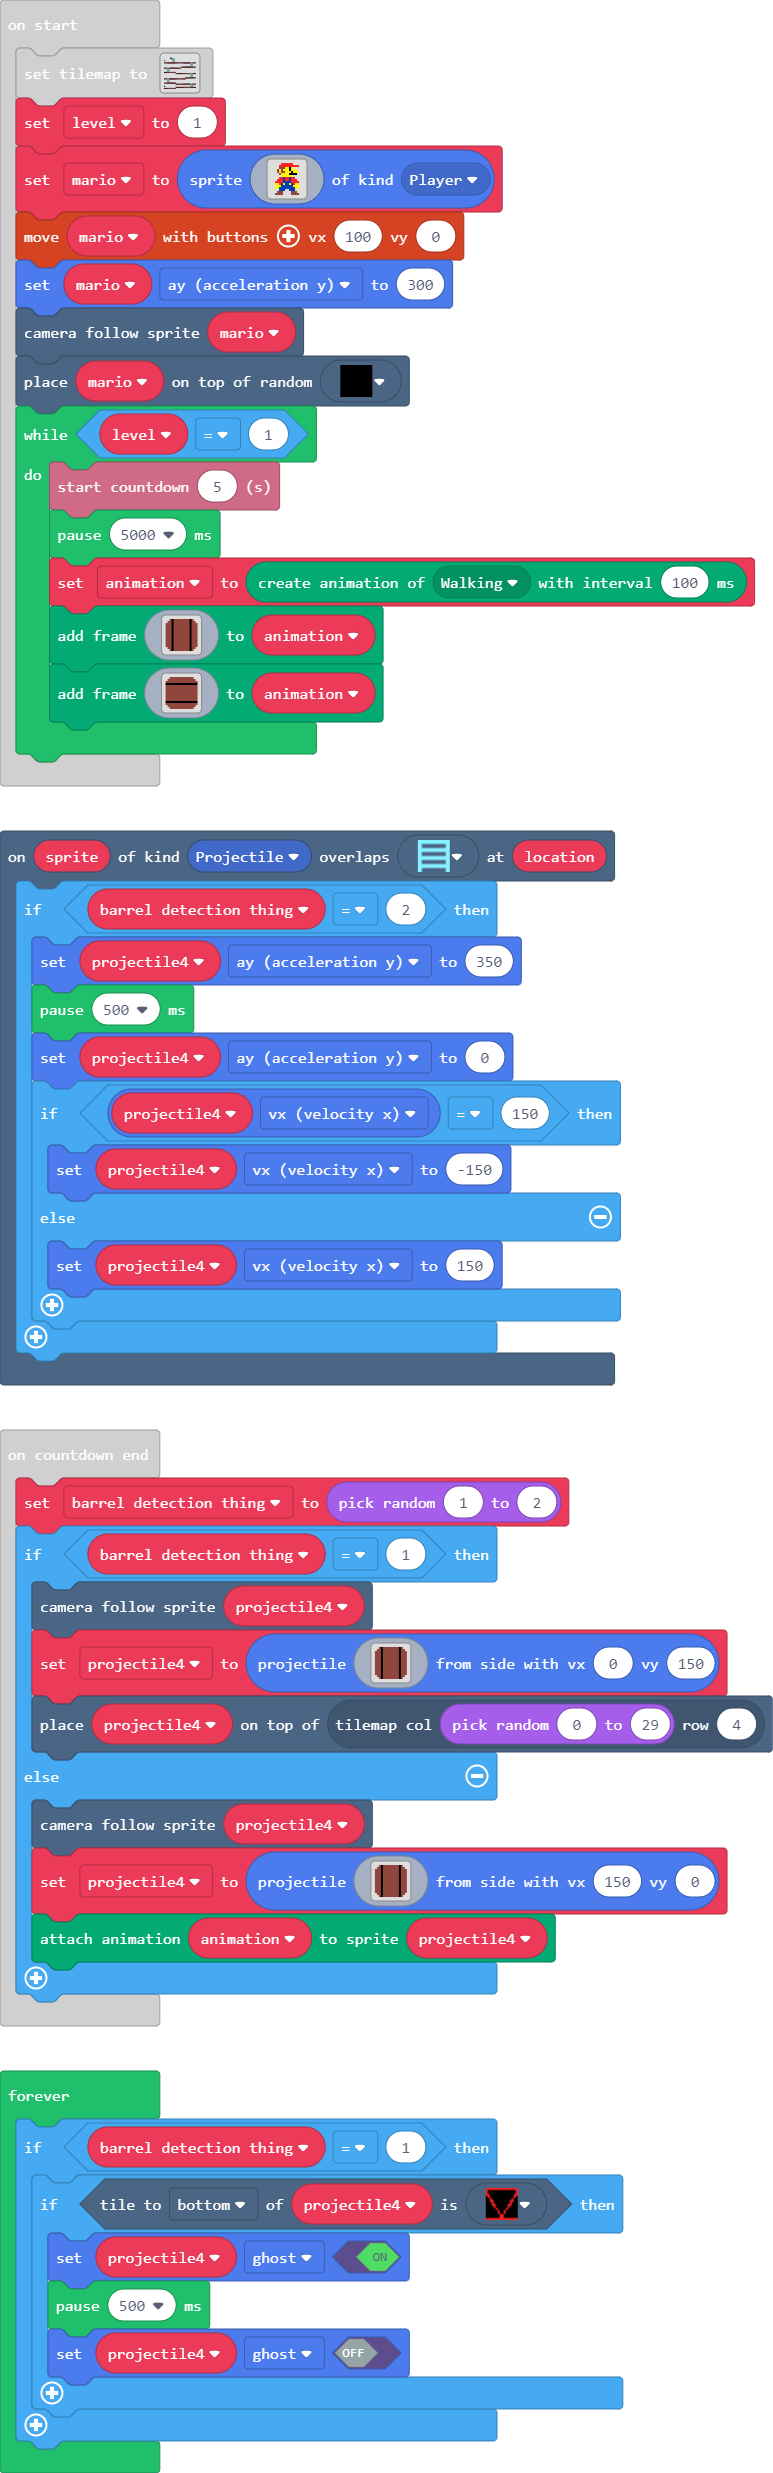 on start
set tilemap to
set level to 1
set mario to sprite of kind Player
move mario with buttons vx 100 vy 0
set mario ay (acceleration y) to 300
camera follow sprite mario
place mario on top of random
while level = 1
do
start countdown 5 (s)
pause 5000 ms
set animation to create animation of Walking with interval 100 ms
add frame to animation
add frame to animation
on sprite of kind Projectile overlaps at location
if barrel detection thing = 2 then
set projectile4 ay (acceleration y) to 350
pause 500 ms
set projectile4 ay (acceleration y) to 0
if projectile4 vx (velocity x) = 150 then
set projectile4 vx (velocity x) to -150
else
set projectile4 vx (velocity x) to 150
on countdown end
set barrel detection thing to pick random 1 to 2
if barrel detection thing = 1 then
camera follow sprite projectile4
set projectile4 to projectile from side with vx 0 vy 150
place projectile4 on top of tilemap col pick random 0 to 29 row 4
else
camera follow sprite projectile4
set projectile4 to projectile from side with vx 150 vy 0
attach animation animation to sprite projectile4
forever
if barrel detection thing = 1 then
if tile to bottom of projectile4 is then
set projectile4 ghost ON
pause 500 ms
set projectile4 ghost OFF